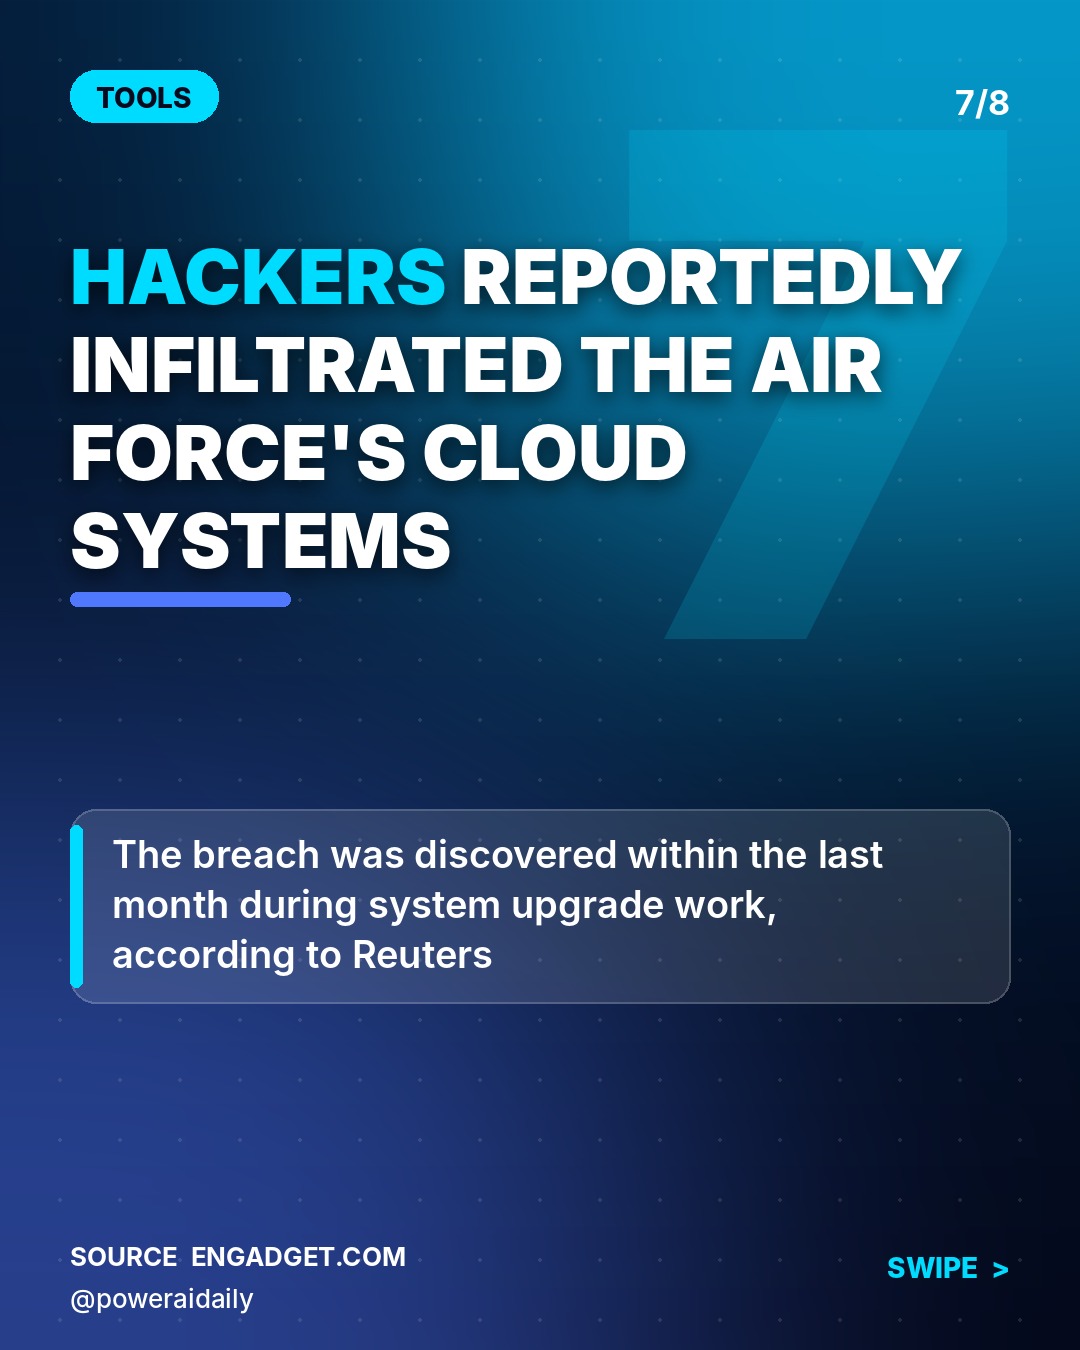 TOOLS
7/8
7
HACKERS REPORTEDLY
INFILTRATED THE AIR
FORCE'S CLOUD
SYSTEMS
The breach was discovered within the last
month during system upgrade work,
according to Reuters
SOURCE ENGADGET.COM
@poweraidaily
SWIPE >